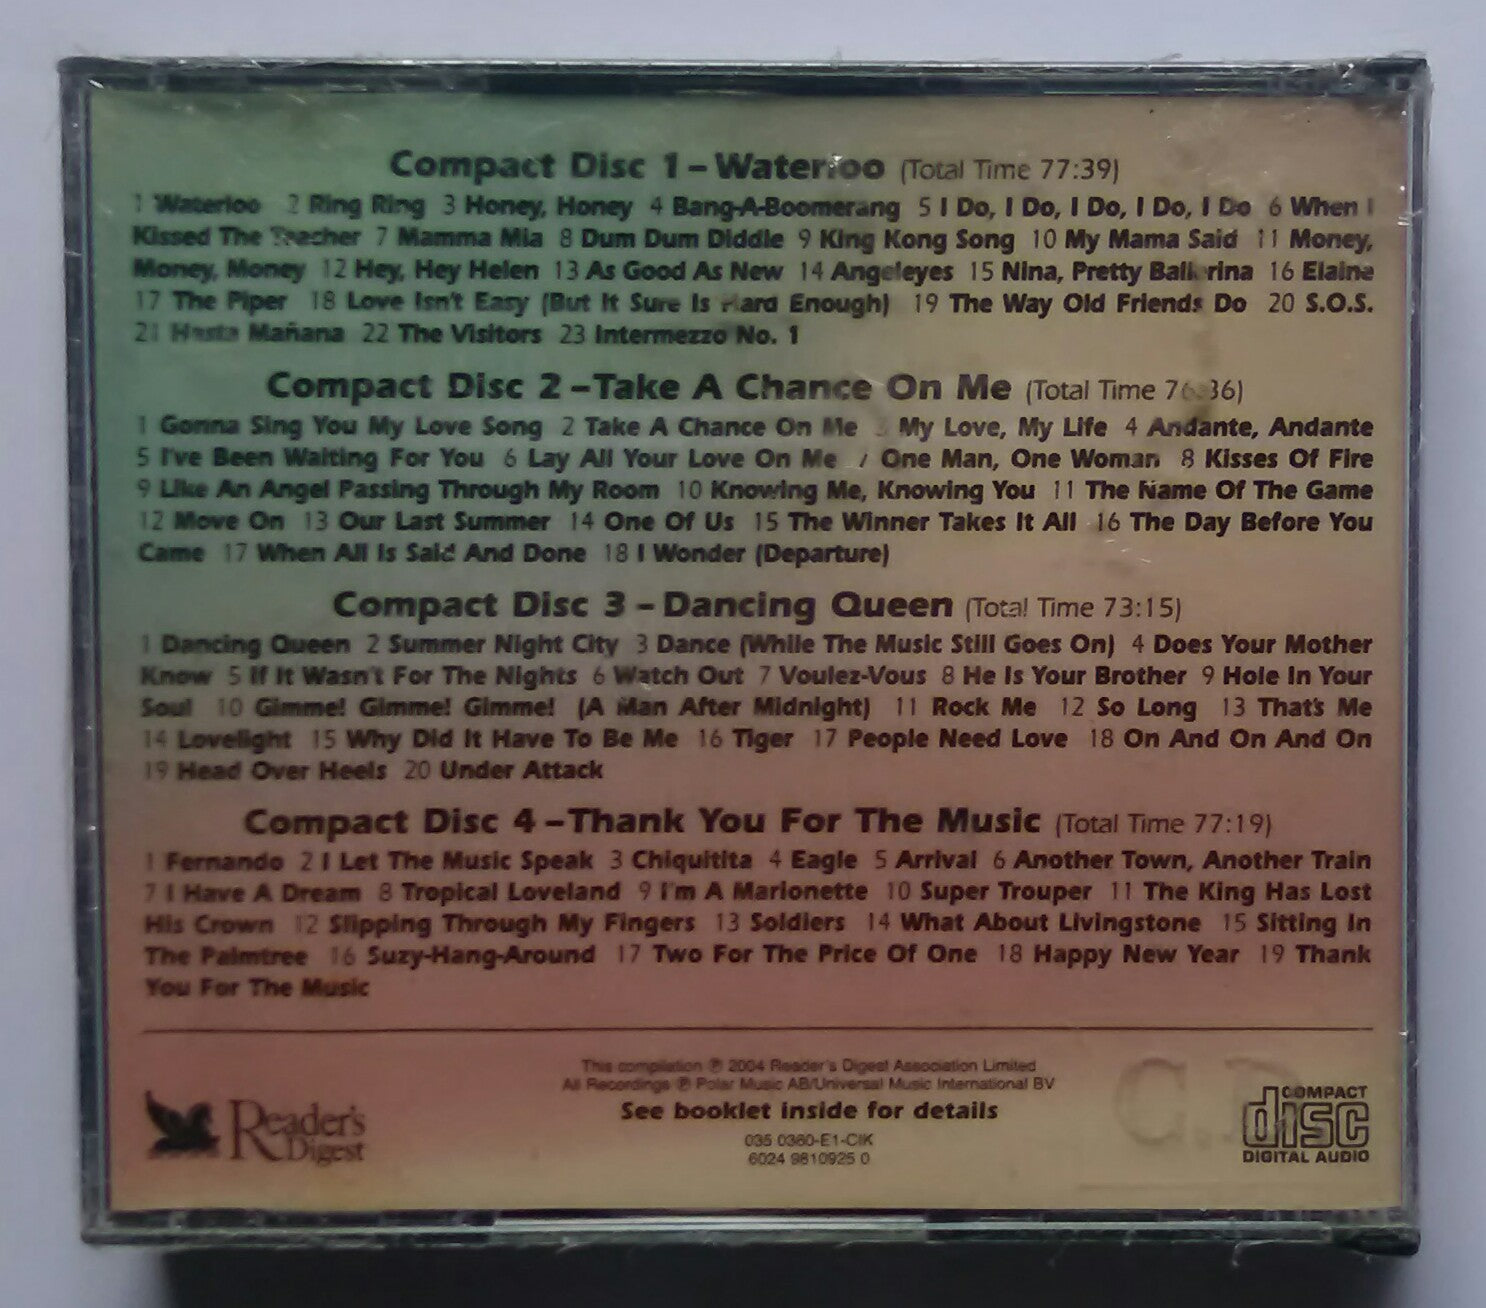 Compact Disc 1 – Waterloo (Total Time 77:39)
1 Waterloo 2 Ring Ring 3 Honey, Honey 4 Bang-A-Boomerang 5 I Do, I Do, I Do, I Do, I Do 6 When I
Kissed The Teacher 7 Mamma Mia 8 Dum Dum Diddle 9 King Kong Song 10 My Mama Said 11 Money,
Money, Money 12 Hey, Hey Helen 13 As Good As New 14 Angeleyes 15 Nina, Pretty Ballerina 16 Elaine
17 The Piper 18 Love Isn't Easy (But It Sure Is Hard Enough) 19 The Way Old Friends Do 20 S.O.S.
21 Hasta Mañana 22 The Visitors 23 Intermezzo No. 1
Compact Disc 2 – Take A Chance On Me (Total Time 76:36)
1 Gonna Sing You My Love Song 2 Take A Chance On Me 3 My Love, My Life 4 Andante, Andante
5 I've Been Waiting For You 6 Lay All Your Love On Me 7 One Man, One Woman 8 Kisses Of Fire
9 Like An Angel Passing Through My Room 10 Knowing Me, Knowing You 11 The Name Of The Game
12 Move On 13 Our Last Summer 14 One Of Us 15 The Winner Takes It All 16 The Day Before You
Came 17 When All Is Said And Done 18 I Wonder (Departure)
Compact Disc 3 – Dancing Queen (Total Time 73:15)
1 Dancing Queen 2 Summer Night City 3 Dance (While The Music Still Goes On) 4 Does Your Mother
Know 5 If It Wasn't For The Nights 6 Watch Out 7 Voulez-Vous 8 He Is Your Brother 9 Hole In Your
Soul 10 Gimme! Gimme! Gimme! (A Man After Midnight) 11 Rock Me 12 So Long 13 That's Me
14 Lovelight 15 Why Did It Have To Be Me 16 Tiger 17 People Need Love 18 On And On And On
19 Head Over Heels 20 Under Attack
Compact Disc 4 – Thank You For The Music (Total Time 77:19)
1 Fernando 2 I Let The Music Speak 3 Chiquitita 4 Eagle 5 Arrival 6 Another Town, Another Train
7 I Have A Dream 8 Tropical Loveland 9 I'm A Marionette 10 Super Trouper 11 The King Has Lost
His Crown 12 Slipping Through My Fingers 13 Soldiers 14 What About Livingstone 15 Sitting In
The Palmtree 16 Suzy-Hang-Around 17 Two For The Price Of One 18 Happy New Year 19 Thank
You For The Music
This compilation ℗ 2004 Reader's Digest Association Limited
All Recordings ℗ Polar Music AB/Universal Music International BV
See booklet inside for details
035 0360-E1-CIK
6024 9810925 0
Reader's
Digest
COMPACT
disc
DIGITAL AUDIO